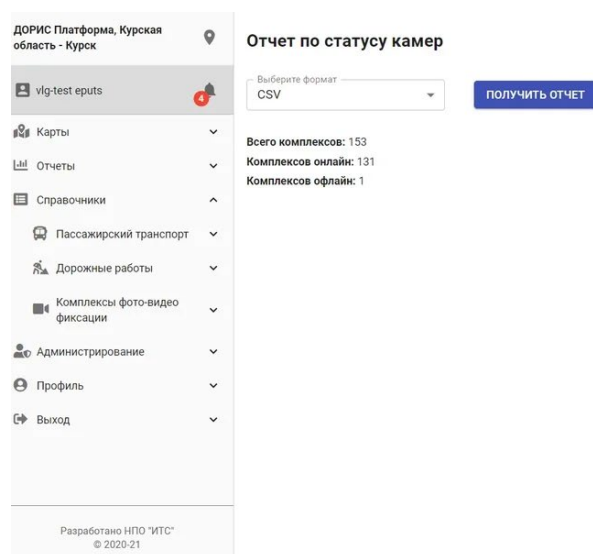 ДОРИС Платформа, Курская
область - Курск
vlg-test eputs
4
Карты
Отчеты
Справочники
Пассажирский транспорт
Дорожные работы
Комплексы фото-видео
фиксации
Администрирование
Профиль
Выход
Разработано НПО "ИТС"
© 2020-21
Отчет по статусу камер
Выберите формат
CSV
ПОЛУЧИТЬ ОТЧЕТ
Всего комплексов: 153
Комплексов онлайн: 131
Комплексов офлайн: 1